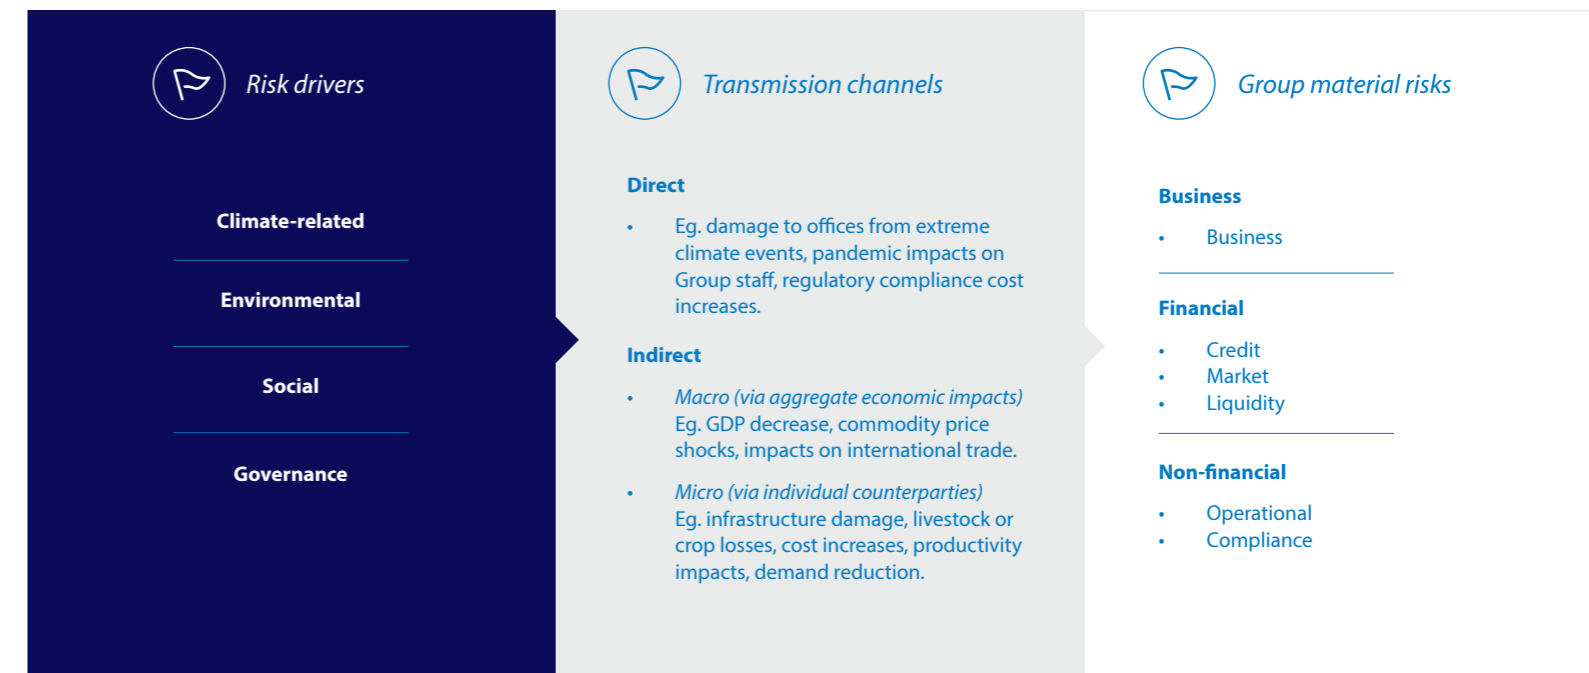 Risk drivers
Climate-related
Environmental
Social
Governance
Transmission channels
Direct
• Eg. damage to offices from extreme
climate events, pandemic impacts on
Group staff, regulatory compliance cost
increases.
Indirect
• Macro (via aggregate economic impacts)
Eg. GDP decrease, commodity price
shocks, impacts on international trade.
• Micro (via individual counterparties)
Eg. infrastructure damage, livestock or
crop losses, cost increases, productivity
impacts, demand reduction.
Group material risks
Business
• Business
Financial
• Credit
• Market
• Liquidity
Non-financial
• Operational
• Compliance